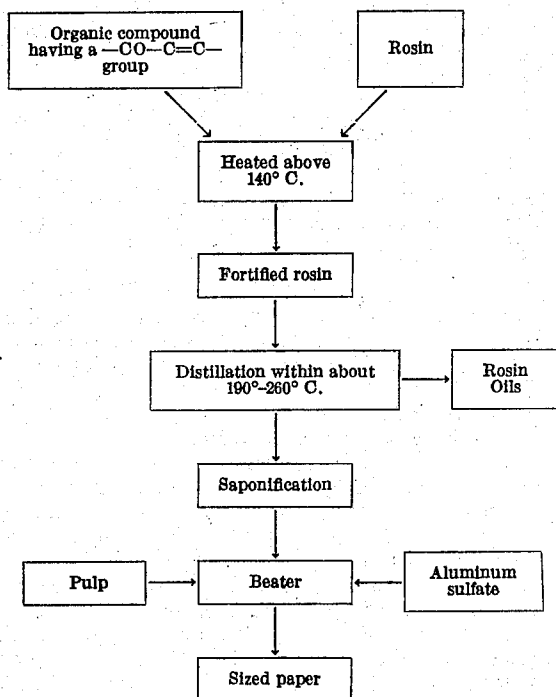 Organic compound
having a —CO—C=C—
group
Rosin
Heated above
140° C.
Fortified rosin
Distillation within about
190°–260° C.
Rosin
Oils
Saponification
Pulp
Beater
Aluminum
sulfate
Sized paper